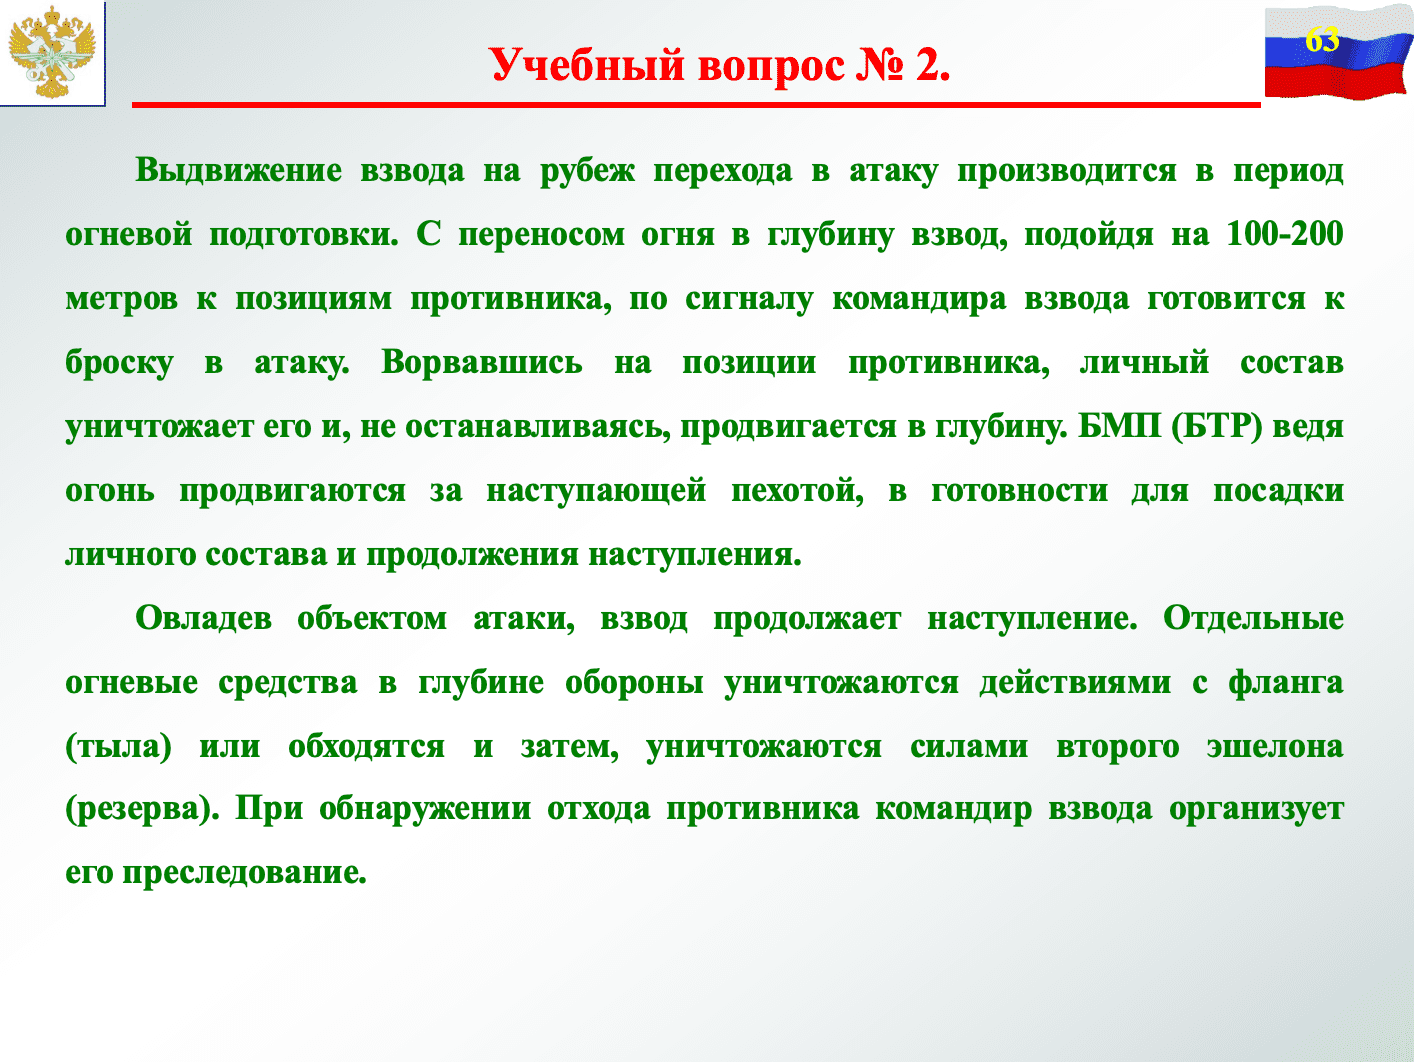 63
Учебный вопрос № 2.
Выдвижение взвода на рубеж перехода в атаку производится в период
огневой подготовки. С переносом огня в глубину взвод, подойдя на 100-200
метров к позициям противника, по сигналу командира взвода готовится к
броску в атаку. Ворвавшись на позиции противника, личный состав
уничтожает его и, не останавливаясь, продвигается в глубину. БМП (БТР) ведя
огонь продвигаются за наступающей пехотой, в готовности для посадки
личного состава и продолжения наступления.
Овладев объектом атаки, взвод продолжает наступление. Отдельные
огневые средства в глубине обороны уничтожаются действиями с фланга
(тыла) или обходятся и затем, уничтожаются силами второго эшелона
(резерва). При обнаружении отхода противника командир взвода организует
его преследование.